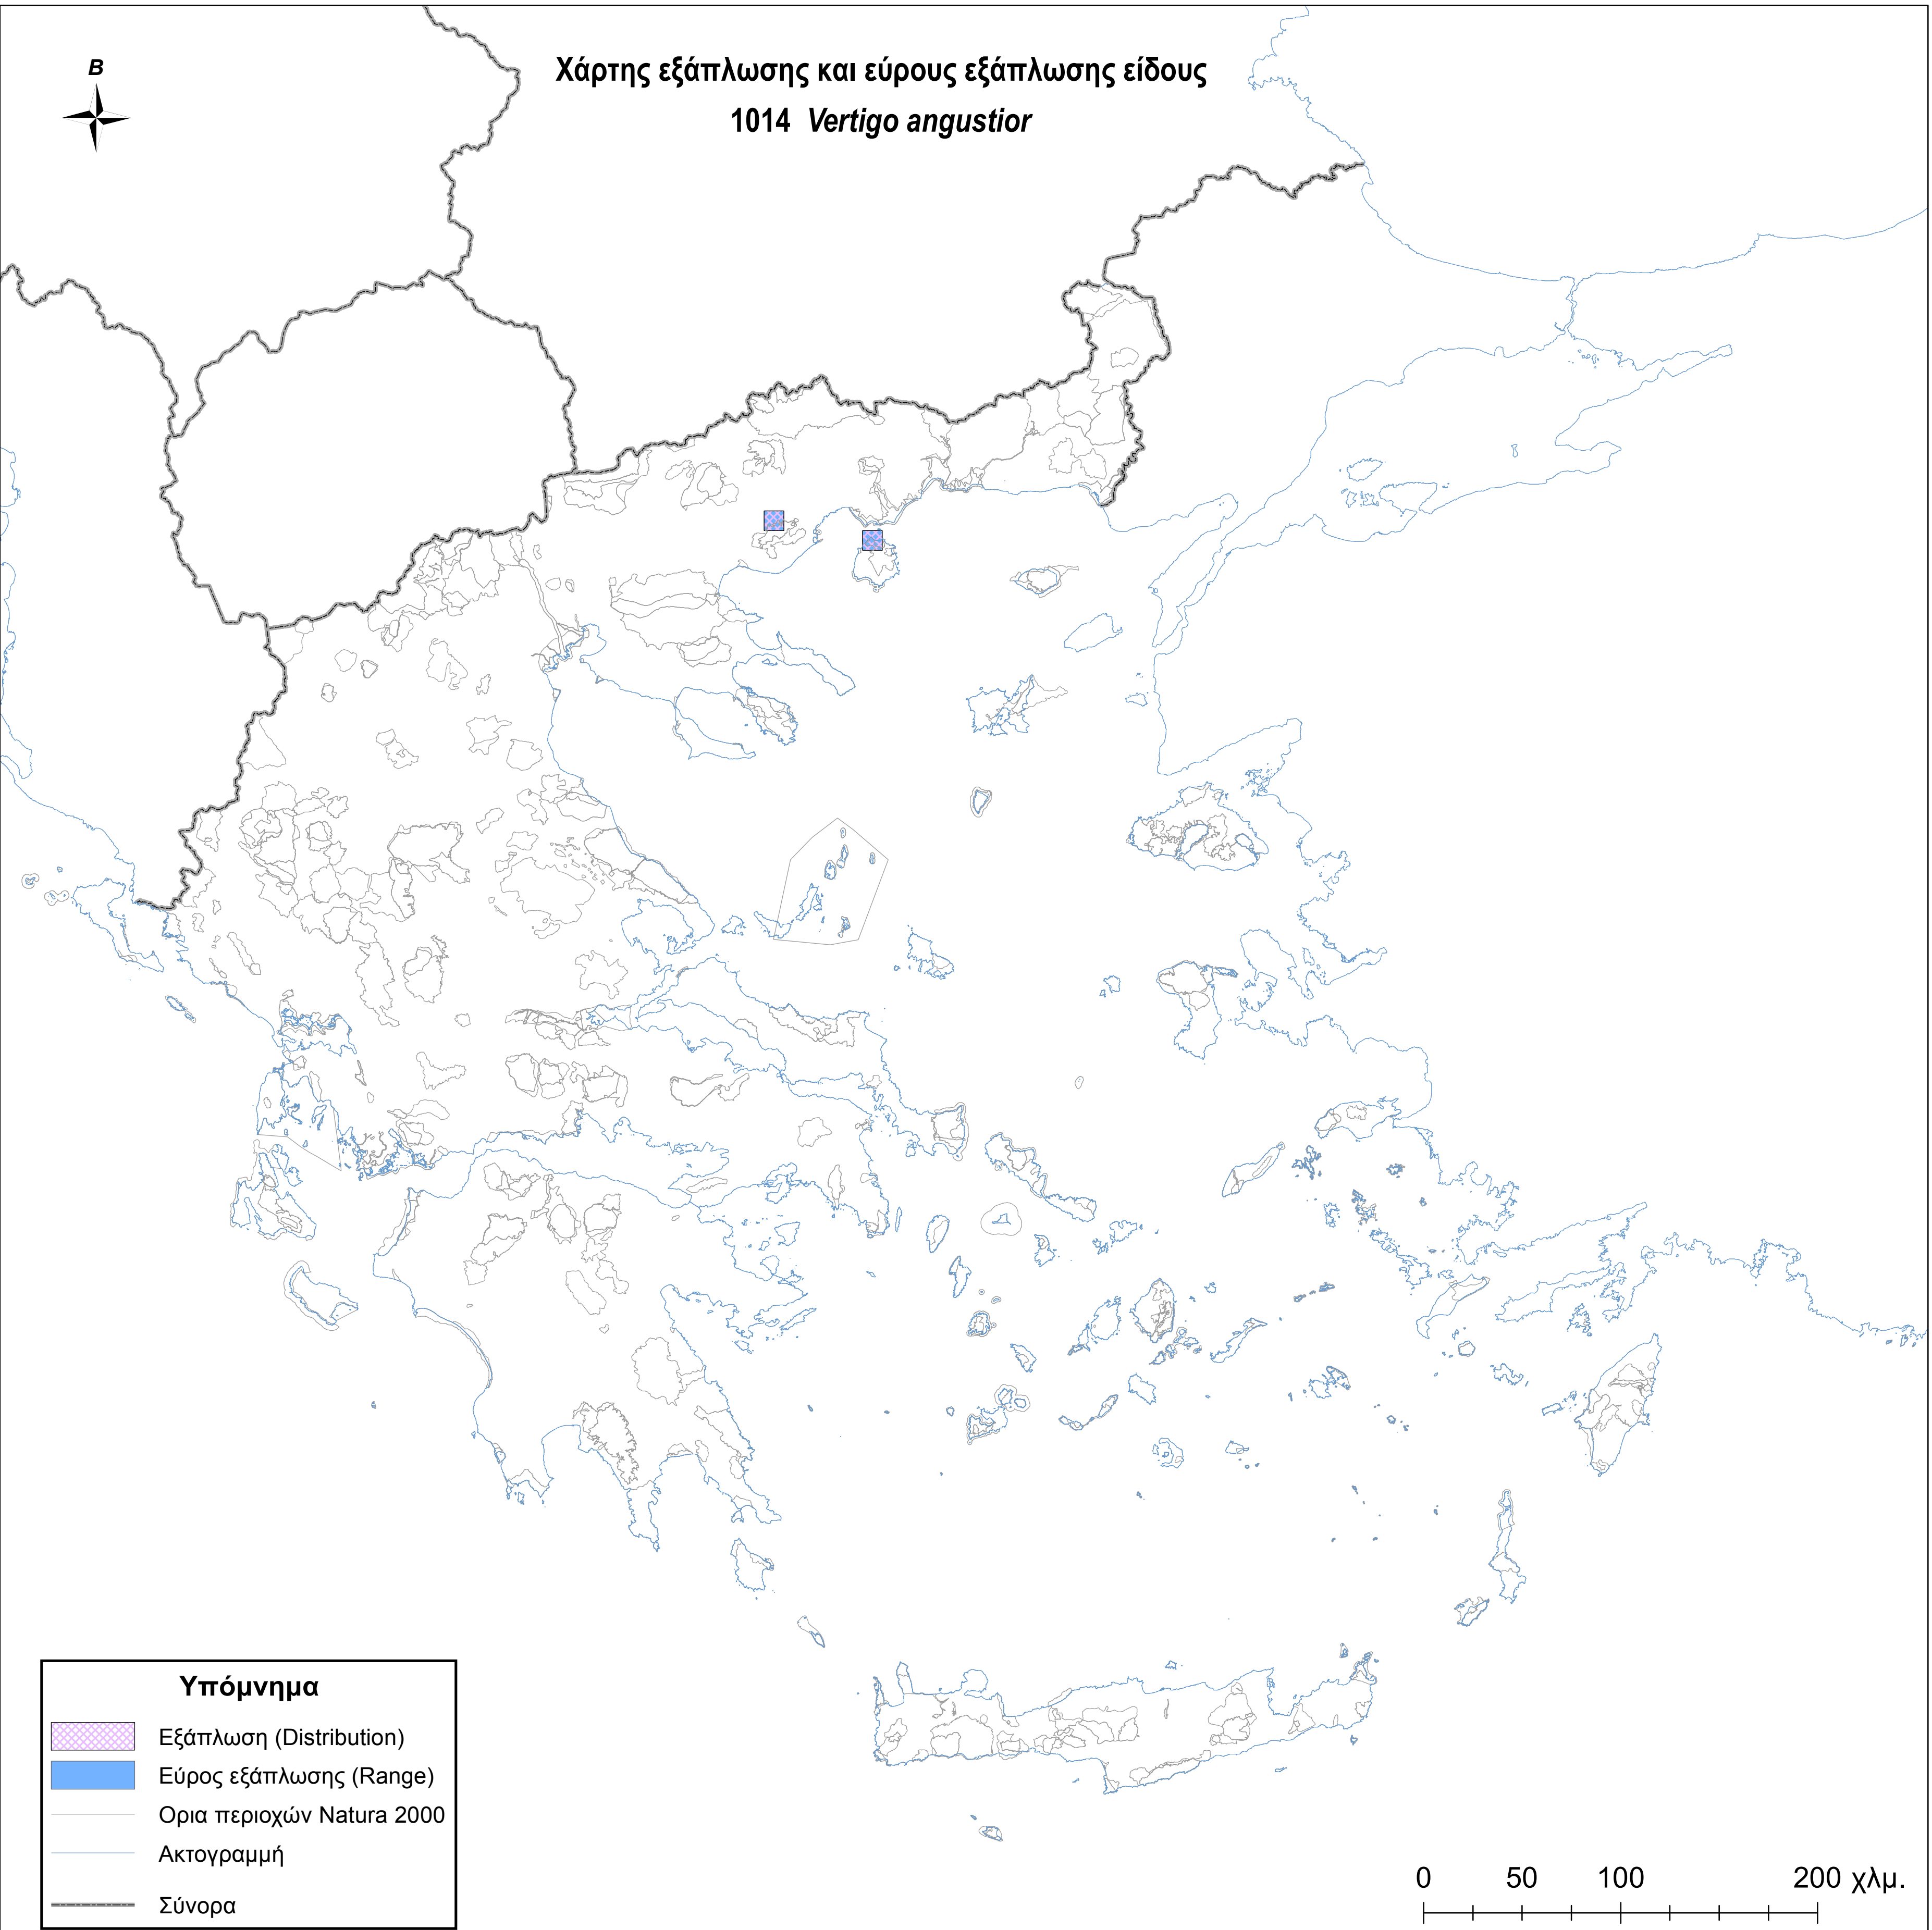 Χάρτης εξάπλωσης και εύρους εξάπλωσης είδους
1014 Vertigo angustior
Β
Υπόμνημα
Εξάπλωση (Distribution)
Εύρος εξάπλωσης (Range)
Ορια περιοχών Natura 2000
Ακτογραμμή
Σύνορα
0 50 100 200 χλμ.